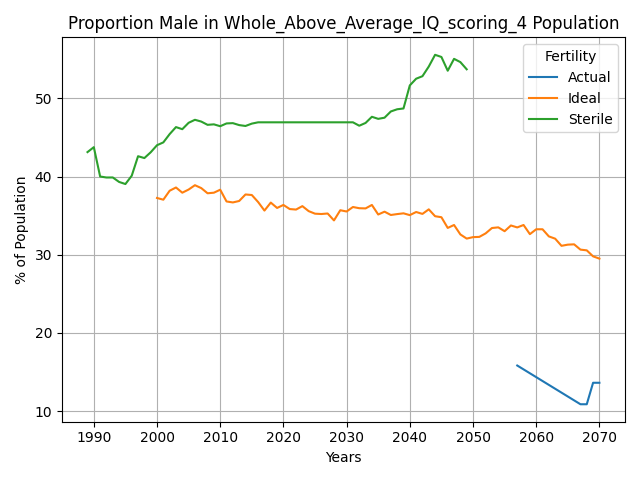 Proportion Male in Whole_Above_Average_IQ_scoring_4 Population
Fertility
Actual
Ideal
Sterile
% of Population
50
40
30
20
10
1990 2000 2010 2020 2030 2040 2050 2060 2070
Years